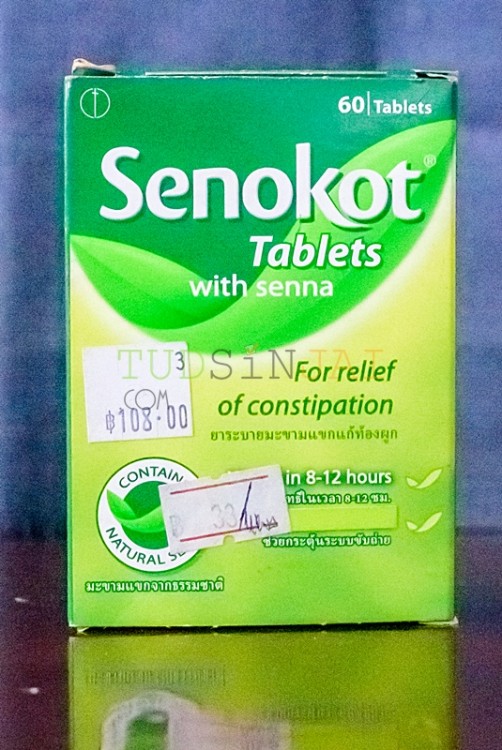 60 | Tablets
Senokot®
Tablets
with senna
TUDSiNJAI
3
COM
฿108.00
For relief
of constipation
ยาระบายมะขามแขกแก้ท้องผูก
CONTAIN
in 8-12 hours
ในเวลา 8-12 ชม.
33/
NATURAL
ช่วยกระตุ้นระบบขับถ่าย
มะขามแขกจากธรรมชาติ